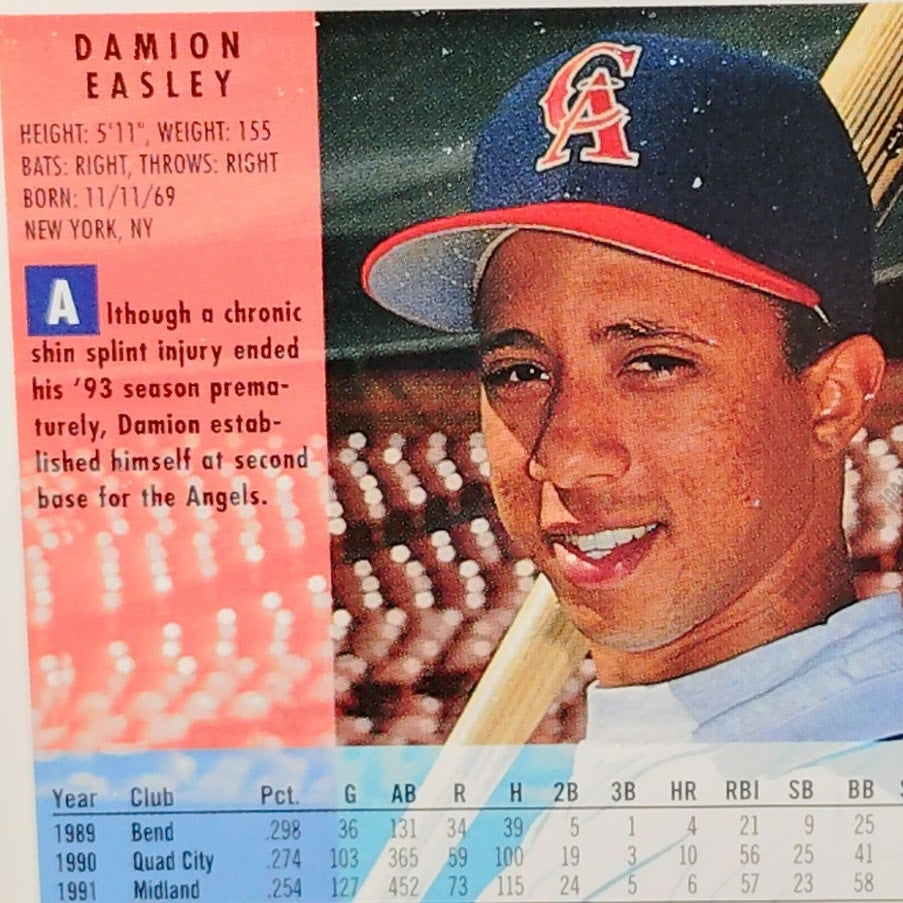 DAMION
EASLEY
HEIGHT: 5'11", WEIGHT: 155
BATS: RIGHT, THROWS: RIGHT
BORN: 11/11/69
NEW YORK, NY
Although a chronic
shin splint injury ended
his '93 season prema-
turely, Damion estab-
lished himself at second
base for the Angels.
CA
Year Club Pct. G AB R H 2B 3B HR RBI SB BB
1989 Bend .298 36 131 34 39 5 1 4 21 9 25
1990 Quad City .274 103 365 59 100 19 3 10 56 25 41
1991 Midland .254 127 452 73 115 24 5 6 57 23 58